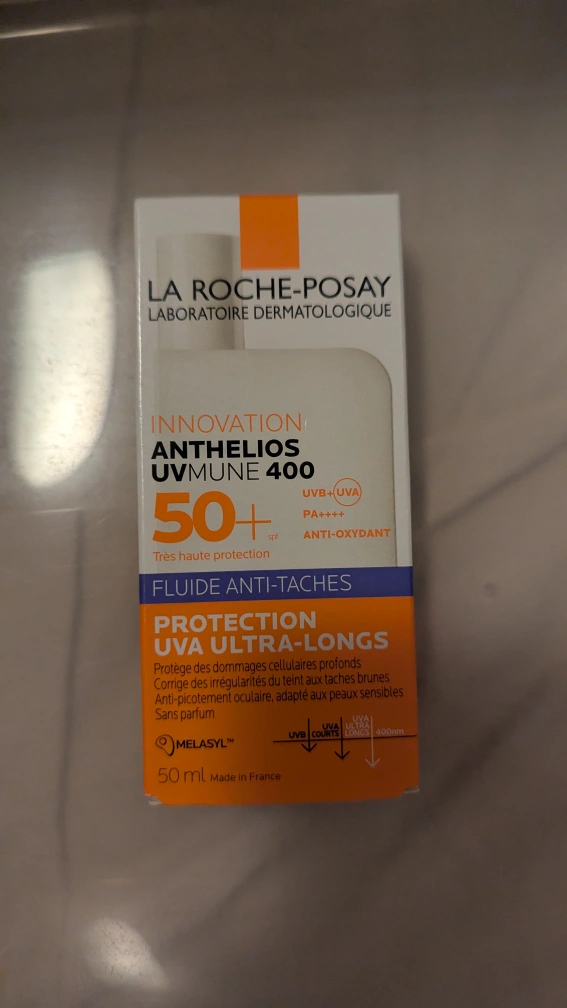 LA ROCHE-POSAY
LABORATOIRE DERMATOLOGIQUE
INNOVATION
ANTHELIOS
UVMUNE 400
50+
spf
Très haute protection
UVB+UVA
PA++++
ANTI-OXYDANT
FLUIDE ANTI-TACHES
PROTECTION
UVA ULTRA-LONGS
Protège des dommages cellulaires profonds
Corrige des irrégularités du teint aux taches brunes
Anti-picotement oculaire, adapté aux peaux sensibles
Sans parfum
MELASYL™
UVB
UVA
COURTS
UVA
ULTRA
LONGS
400nm
50 ml Made in France